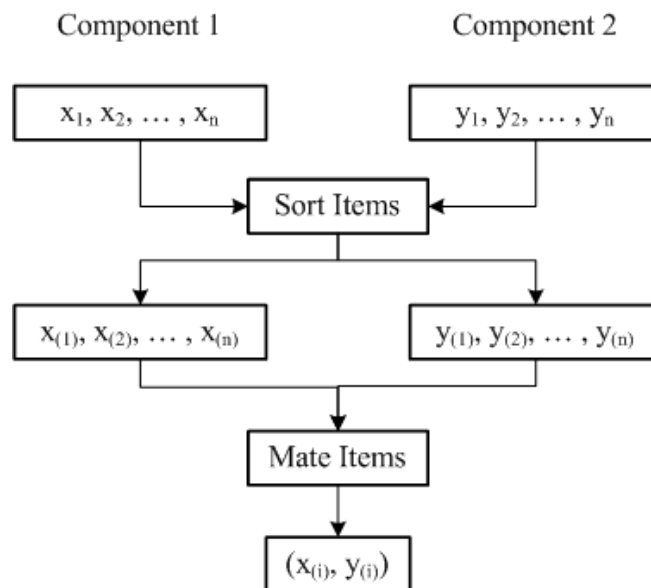 Component 1 Component 2
x₁, x₂, … , xₙ y₁, y₂, … , yₙ
Sort Items
x₍₁₎, x₍₂₎, … , x₍ₙ₎ y₍₁₎, y₍₂₎, … , y₍ₙ₎
Mate Items
(x₍ᵢ₎, y₍ᵢ₎)